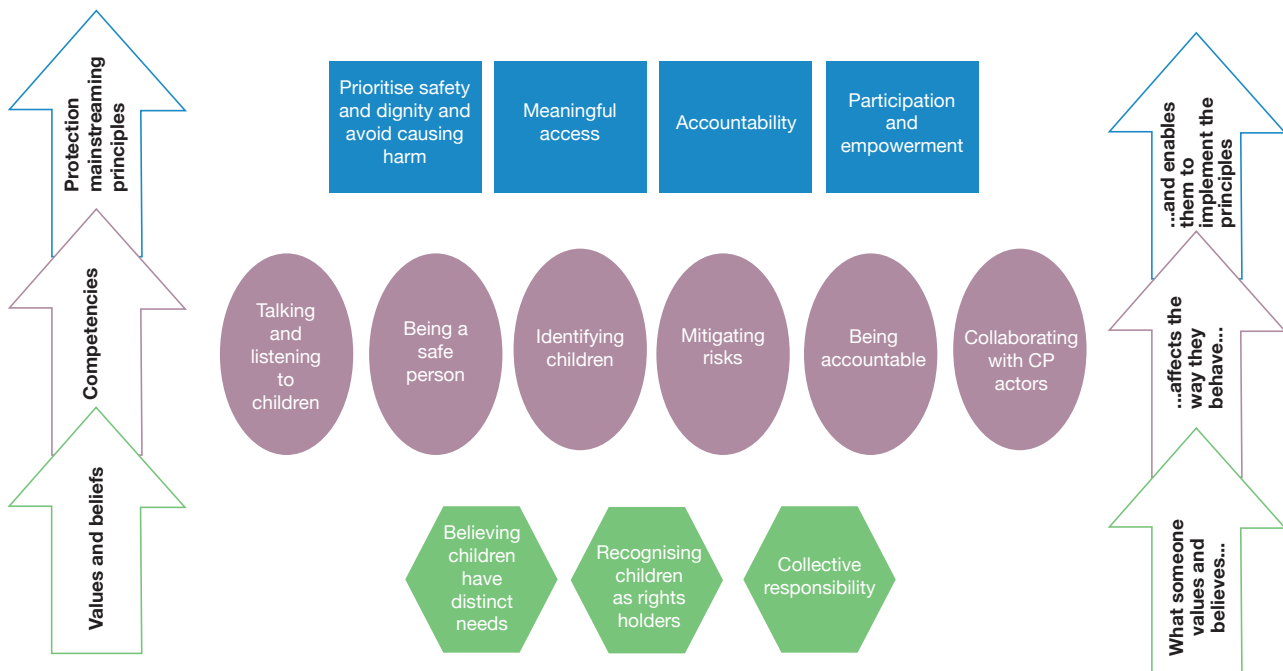 Protection
mainstreaming
principles
Prioritise safety
and dignity and
avoid causing
harm
Meaningful
access
Accountability
Participation
and
empowerment
...and enables
them to
implement the
principles
Competencies
Talking
and
listening
to
children
Being a
safe
person
Identifying
children
Mitigating
risks
Being
accountable
Collaborating
with CP
actors
...affects the
way they
behave...
Values and beliefs
Believing
children
have
distinct
needs
Recognising
children
as rights
holders
Collective
responsibility
What someone
values and
believes...